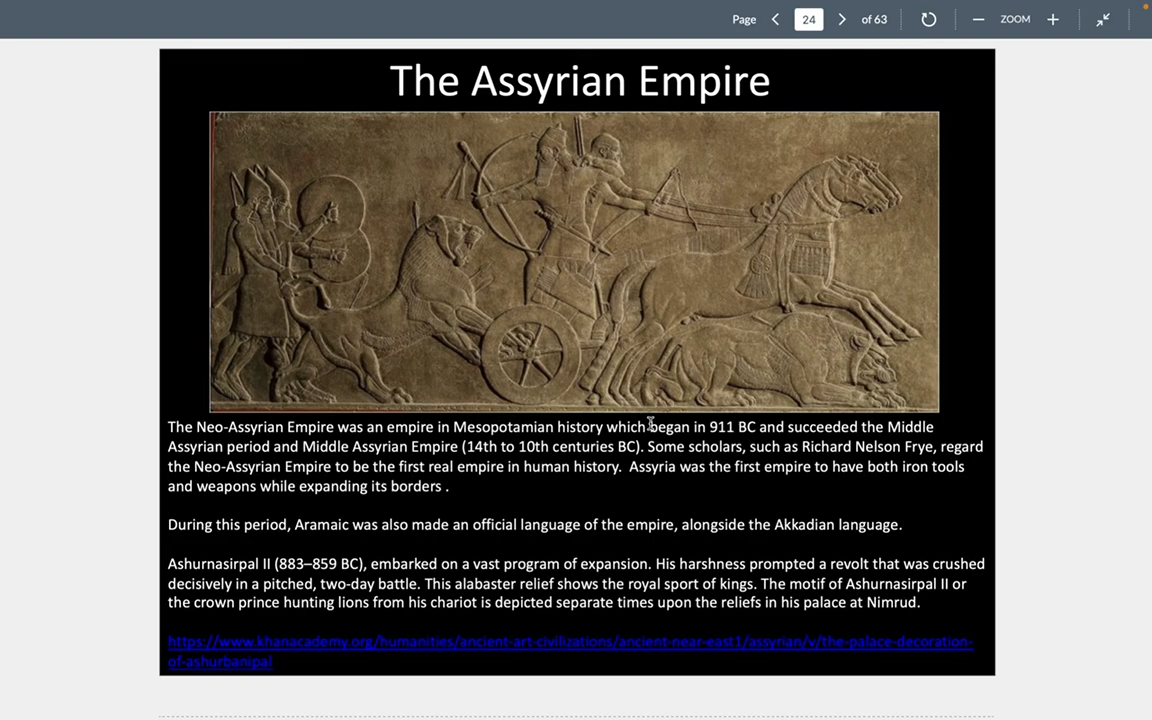 Page 24 of 63 ZOOM
The Assyrian Empire
The Neo-Assyrian Empire was an empire in Mesopotamian history which began in 911 BC and succeeded the Middle
Assyrian period and Middle Assyrian Empire (14th to 10th centuries BC). Some scholars, such as Richard Nelson Frye, regard
the Neo-Assyrian Empire to be the first real empire in human history.  Assyria was the first empire to have both iron tools
and weapons while expanding its borders .
During this period, Aramaic was also made an official language of the empire, alongside the Akkadian language.
Ashurnasirpal II (883–859 BC), embarked on a vast program of expansion. His harshness prompted a revolt that was crushed
decisively in a pitched, two-day battle. This alabaster relief shows the royal sport of kings. The motif of Ashurnasirpal II or
the crown prince hunting lions from his chariot is depicted separate times upon the reliefs in his palace at Nimrud.
https://www.khanacademy.org/humanities/ancient-art-civilizations/ancient-near-east1/assyrian/v/the-palace-decoration-
of-ashurbanipal